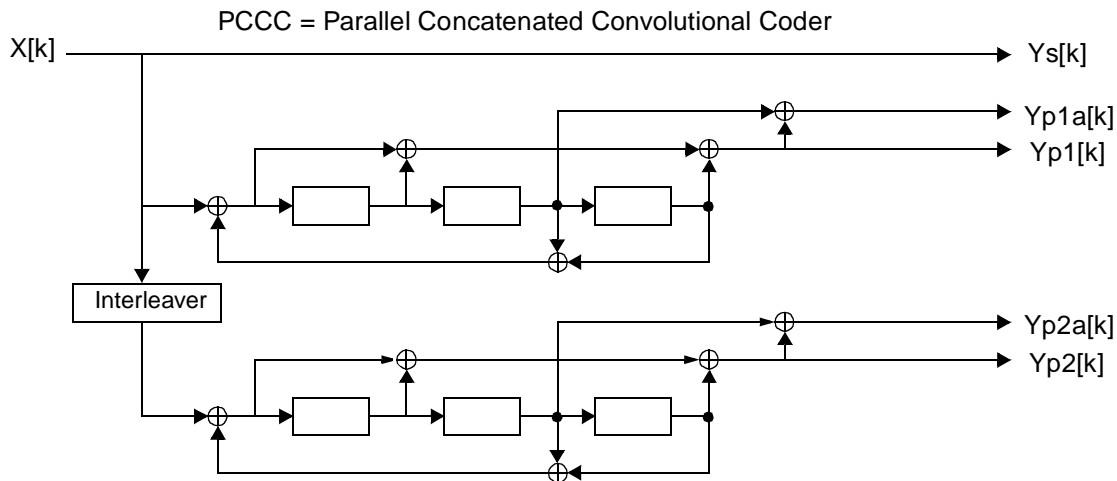 PCCC = Parallel Concatenated Convolutional Coder
X[k]
Ys[k]
Yp1a[k]
Yp1[k]
Interleaver
Yp2a[k]
Yp2[k]